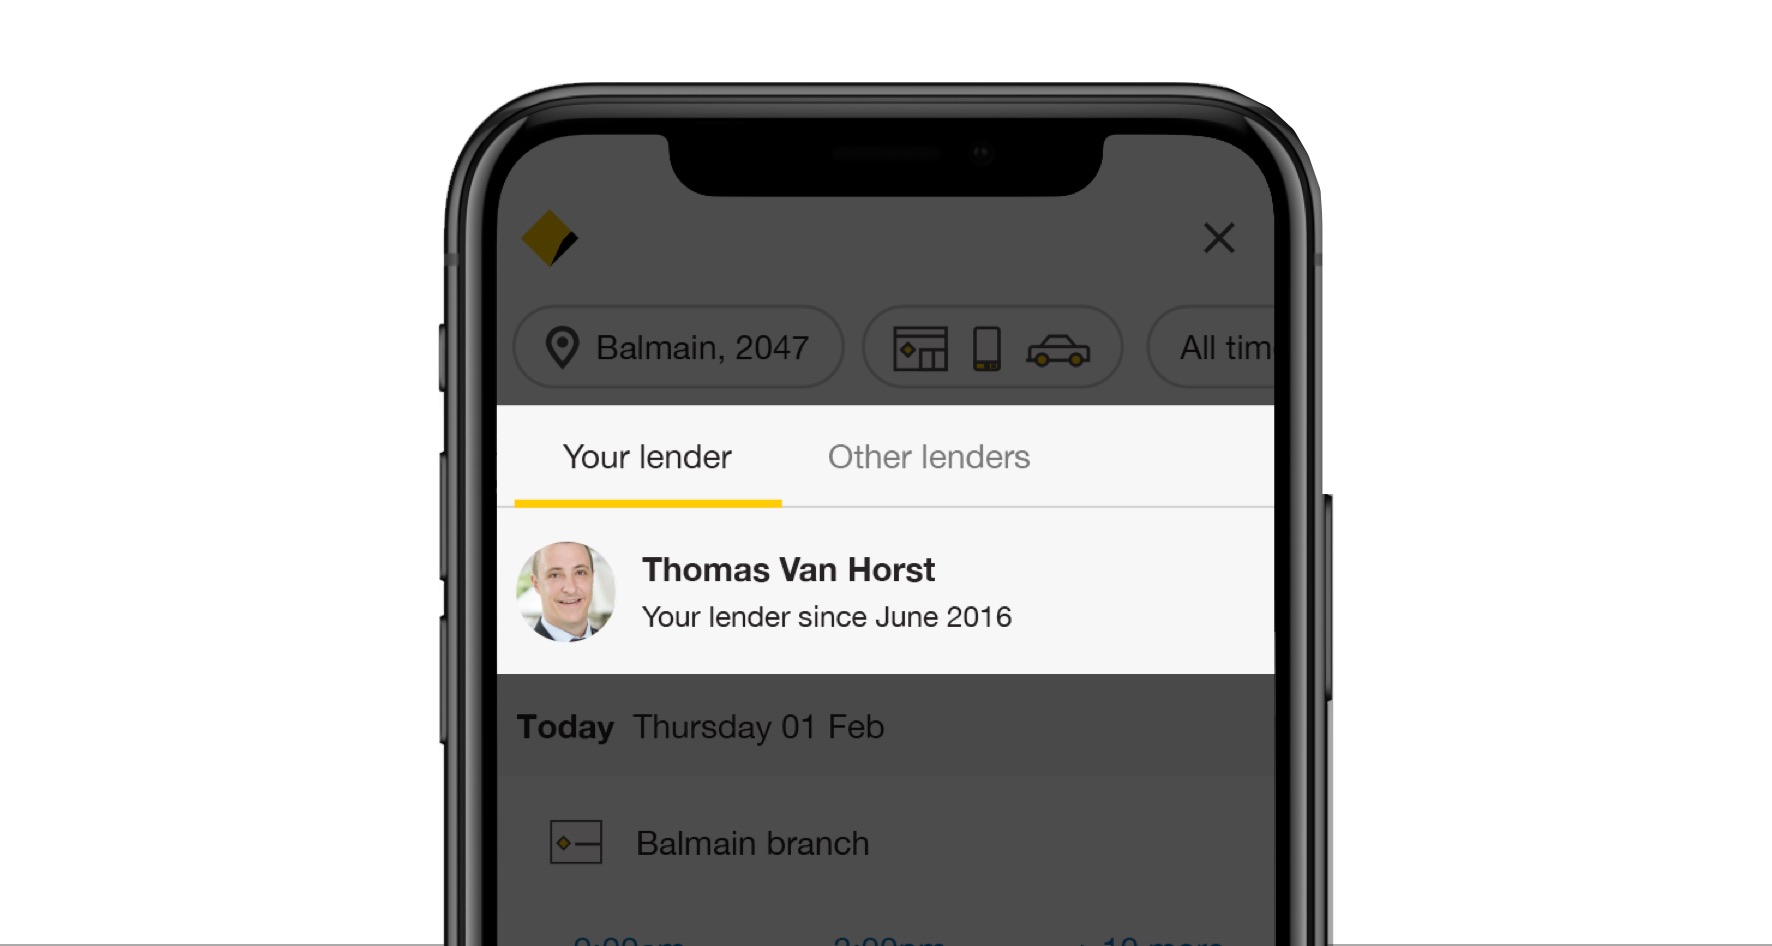 Balmain, 2047
All tim
Your lender
Other lenders
Thomas Van Horst
Your lender since June 2016
Today Thursday 01 Feb
Balmain branch